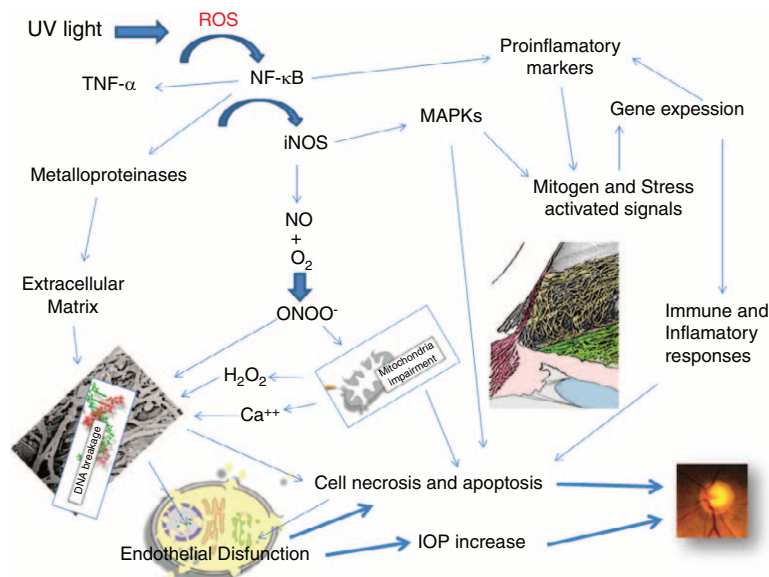 UV light
ROS
TNF-α
NF-κB
Proinflamatory
markers
Gene expession
MAPKs
iNOS
Metalloproteinases
Mitogen and Stress
activated signals
NO
+
O2
Extracellular
Matrix
ONOO-
Immune and
Inflamatory
responses
Mitochondria
impairment
H2O2
Ca++
DNA breakage
Cell necrosis and apoptosis
Endothelial Disfunction
IOP increase